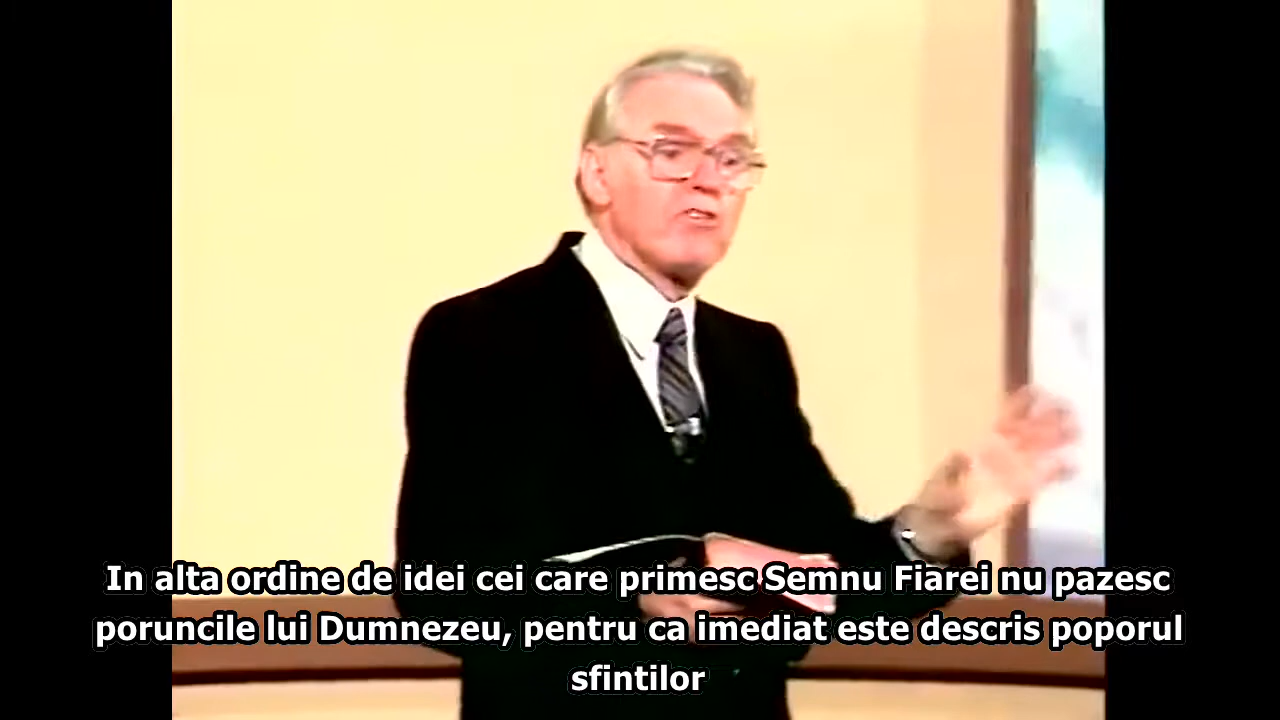 In alta ordine de idei cei care primesc Semnu Fiarei nu pazesc
poruncile lui Dumnezeu, pentru ca imediat este descris poporul
sfintilor